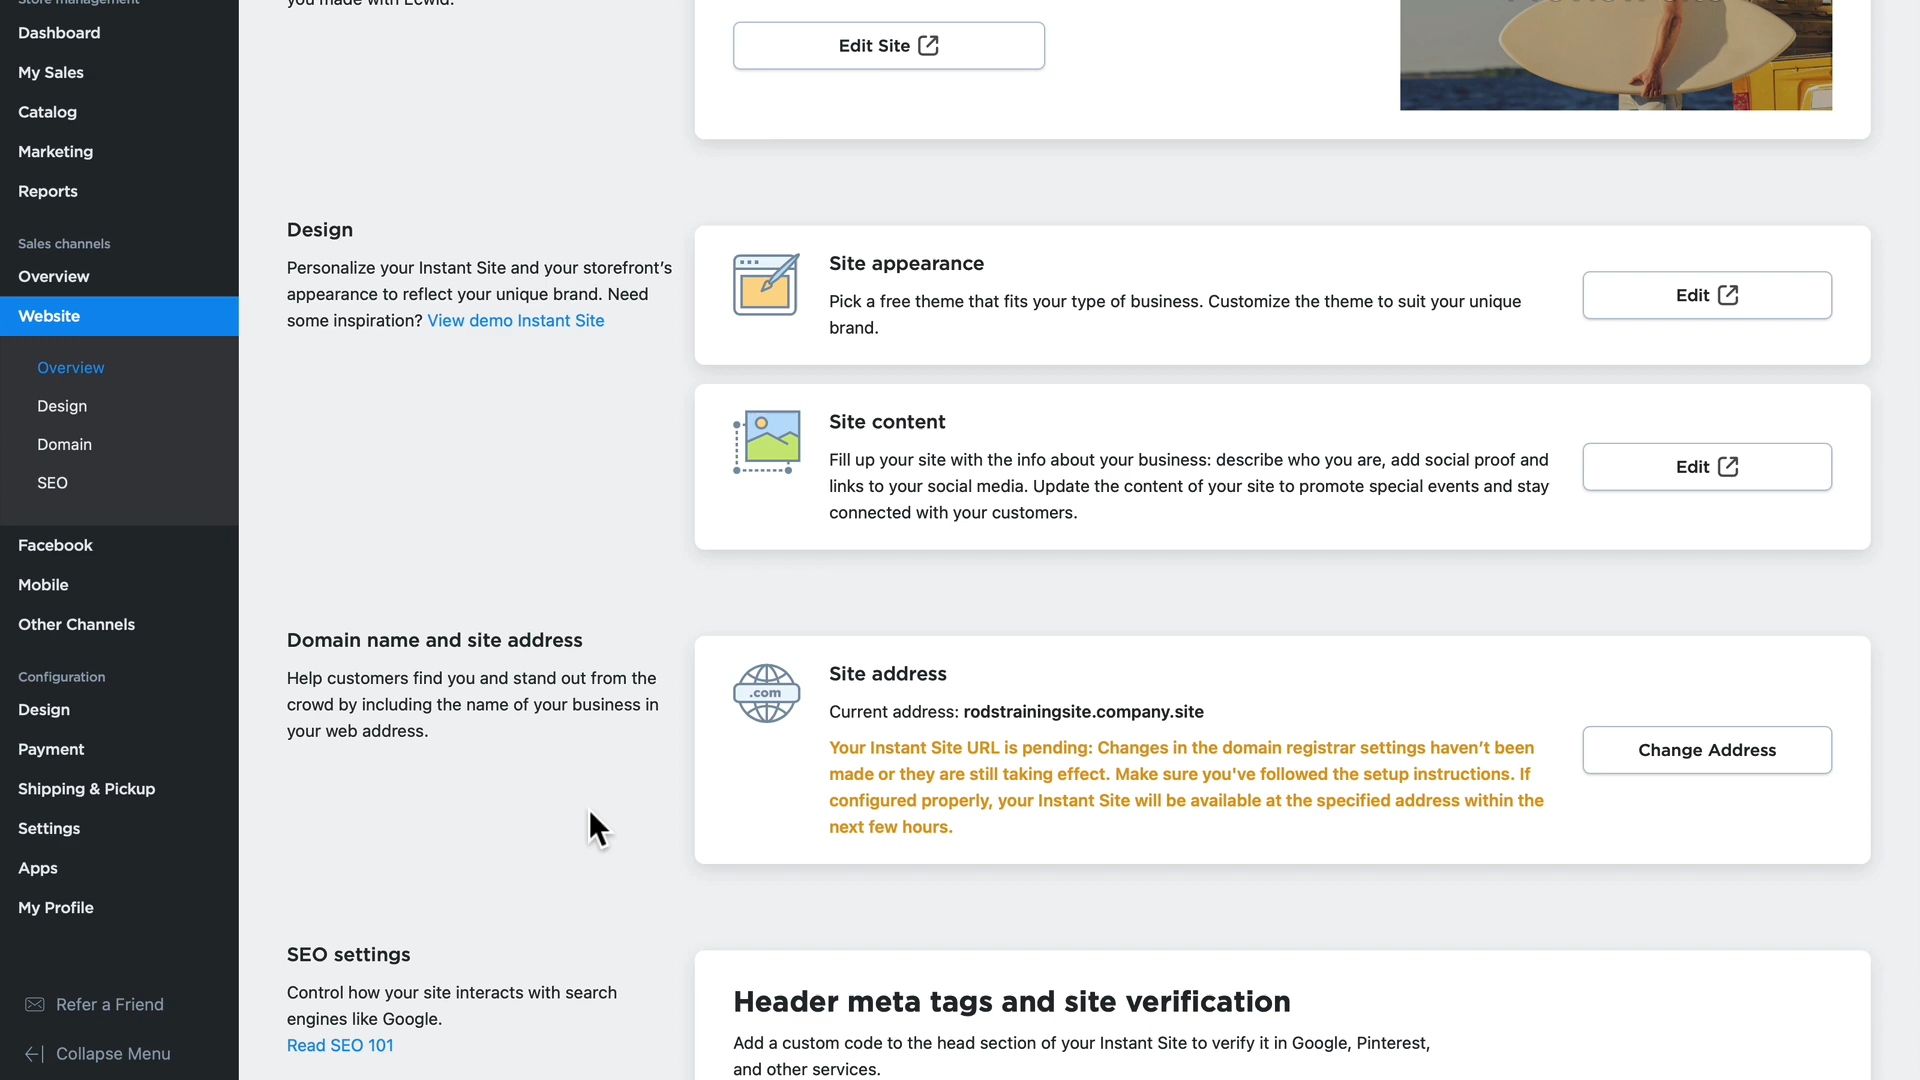 Store management
Dashboard
My Sales
Catalog
Marketing
Reports
Sales channels
Overview
Website
Overview
Design
Domain
SEO
Facebook
Mobile
Other Channels
Configuration
Design
Payment
Shipping & Pickup
Settings
Apps
My Profile
Refer a Friend
Collapse Menu
you made with Ecwid.
Edit Site
Design
Personalize your Instant Site and your storefront's
appearance to reflect your unique brand. Need
some inspiration? View demo Instant Site
Site appearance
Pick a free theme that fits your type of business. Customize the theme to suit your unique
brand.
Edit
Site content
Fill up your site with the info about your business: describe who you are, add social proof and
links to your social media. Update the content of your site to promote special events and stay
connected with your customers.
Edit
Domain name and site address
Help customers find you and stand out from the
crowd by including the name of your business in
your web address.
.com
Site address
Current address: rodstrainingsite.company.site
Your Instant Site URL is pending: Changes in the domain registrar settings haven't been
made or they are still taking effect. Make sure you've followed the setup instructions. If
configured properly, your Instant Site will be available at the specified address within the
next few hours.
Change Address
SEO settings
Control how your site interacts with search
engines like Google.
Read SEO 101
Header meta tags and site verification
Add a custom code to the head section of your Instant Site to verify it in Google, Pinterest,
and other services.